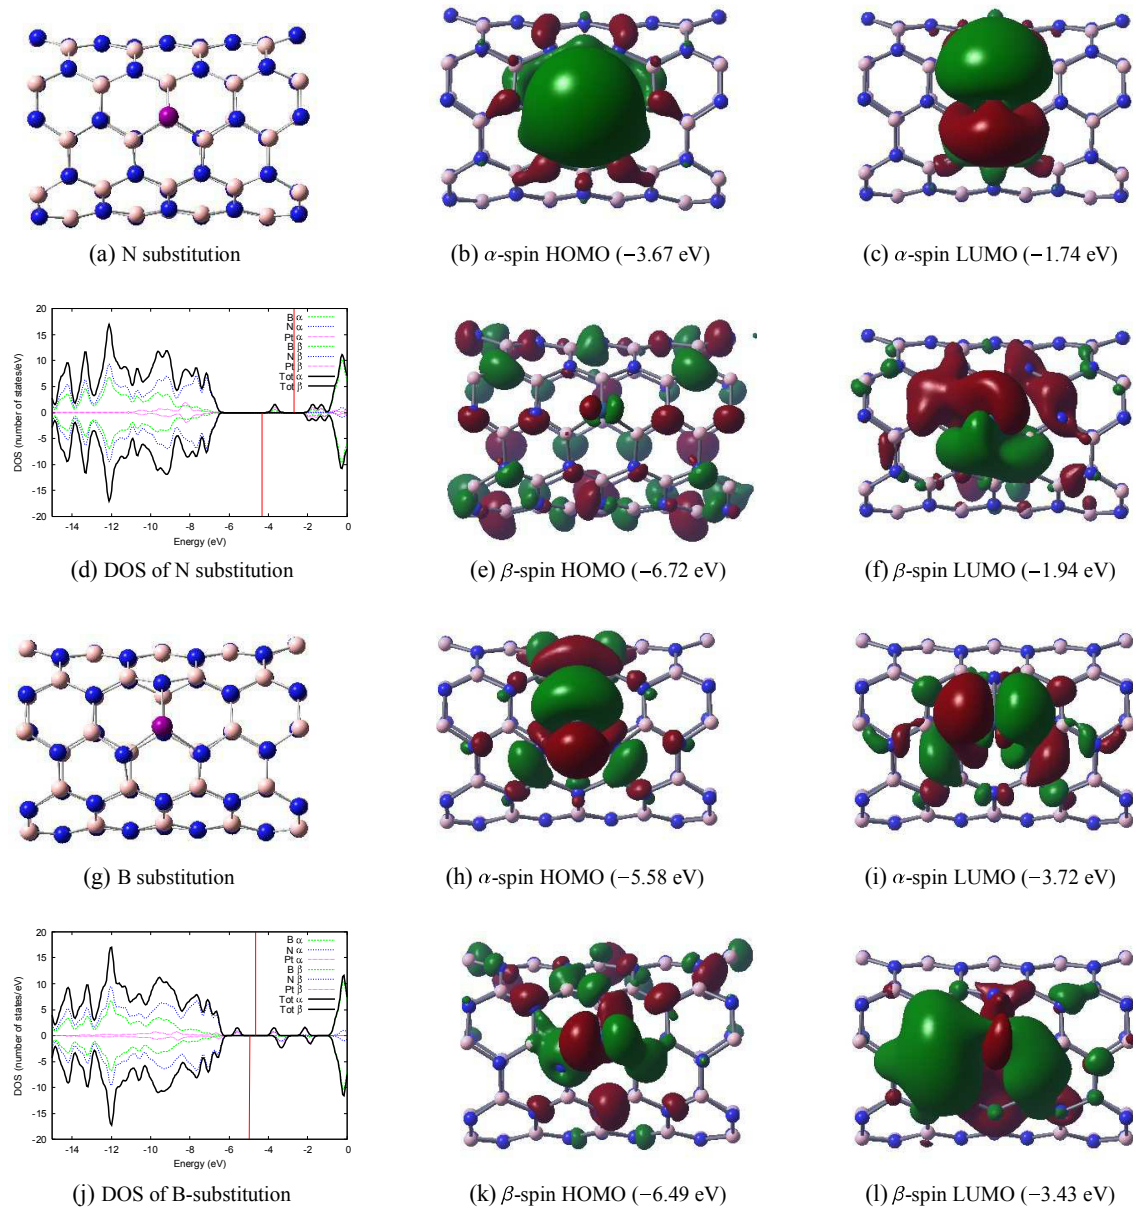 (a) N substitution
(b) α-spin HOMO (−3.67 eV)
(c) α-spin LUMO (−1.74 eV)
DOS (number of states/eV)
20
15
10
5
0
-5
-10
-15
-20
B α
N α
Pt α
B β
N β
Pt β
Tot α
Tot β
-14 -12 -10 -8 -6 -4 -2 0
Energy (eV)
(d) DOS of N substitution
(e) β-spin HOMO (−6.72 eV)
(f) β-spin LUMO (−1.94 eV)
(g) B substitution
(h) α-spin HOMO (−5.58 eV)
(i) α-spin LUMO (−3.72 eV)
DOS (number of states/eV)
20
15
10
5
0
-5
-10
-15
-20
B α
N α
Pt α
B β
N β
Pt β
Tot α
Tot β
-14 -12 -10 -8 -6 -4 -2 0
Energy (eV)
(j) DOS of B-substitution
(k) β-spin HOMO (−6.49 eV)
(l) β-spin LUMO (−3.43 eV)